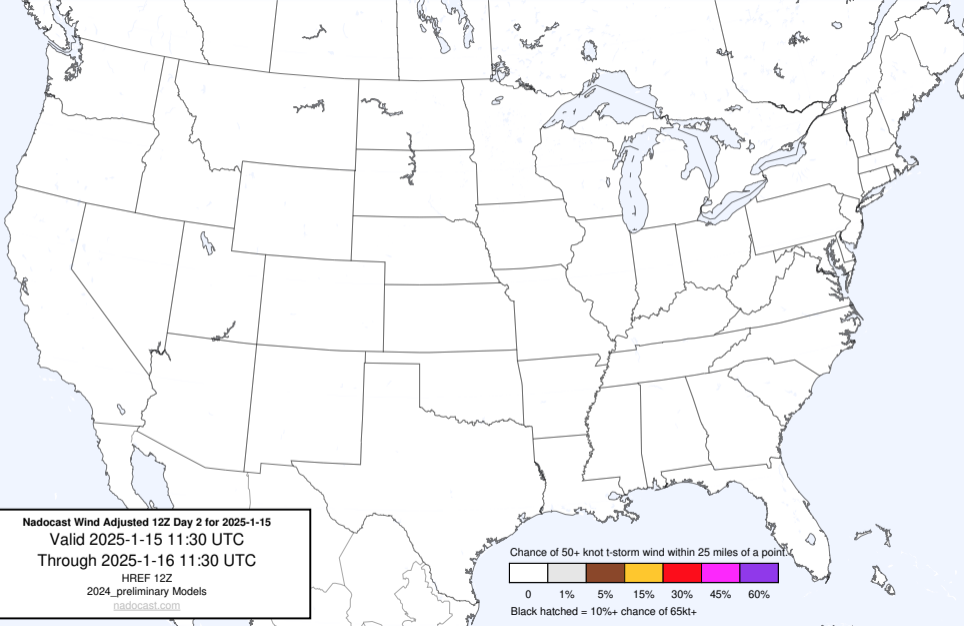 Nadocast Wind Adjusted 12Z Day 2 for 2025-1-15
Valid 2025-1-15 11:30 UTC
Through 2025-1-16 11:30 UTC
HREF 12Z
2024_preliminary Models
nadocast.com
Chance of 50+ knot t-storm wind within 25 miles of a point.
0 1% 5% 15% 30% 45% 60%
Black hatched = 10%+ chance of 65kt+